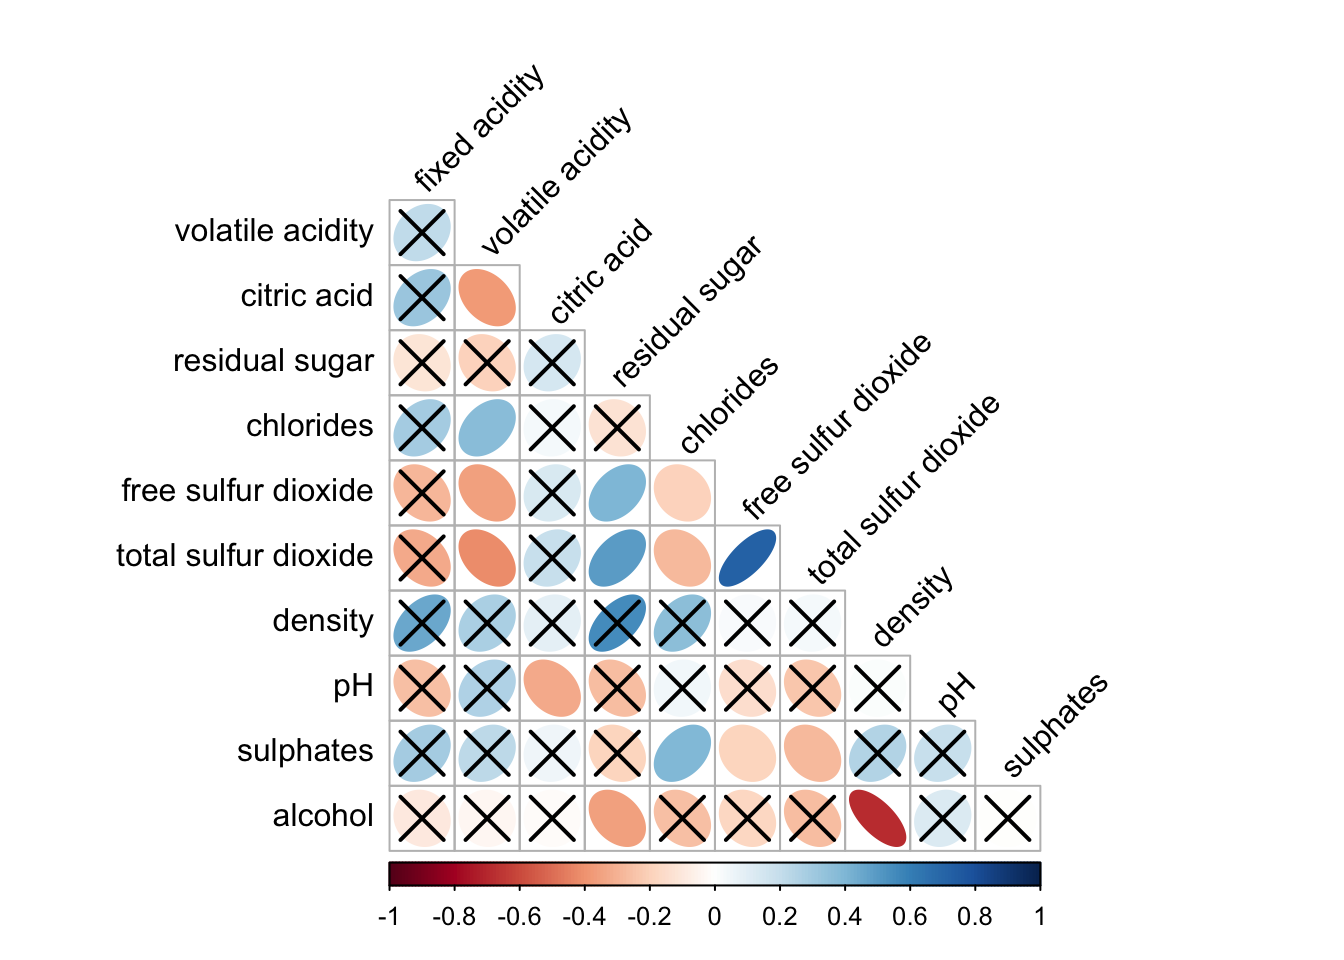 fixed acidity
volatile acidity
citric acid
residual sugar
chlorides
free sulfur dioxide
total sulfur dioxide
density
pH
sulphates
volatile acidity
citric acid
residual sugar
chlorides
free sulfur dioxide
total sulfur dioxide
density
pH
sulphates
alcohol
-1 -0.8 -0.6 -0.4 -0.2 0 0.2 0.4 0.6 0.8 1